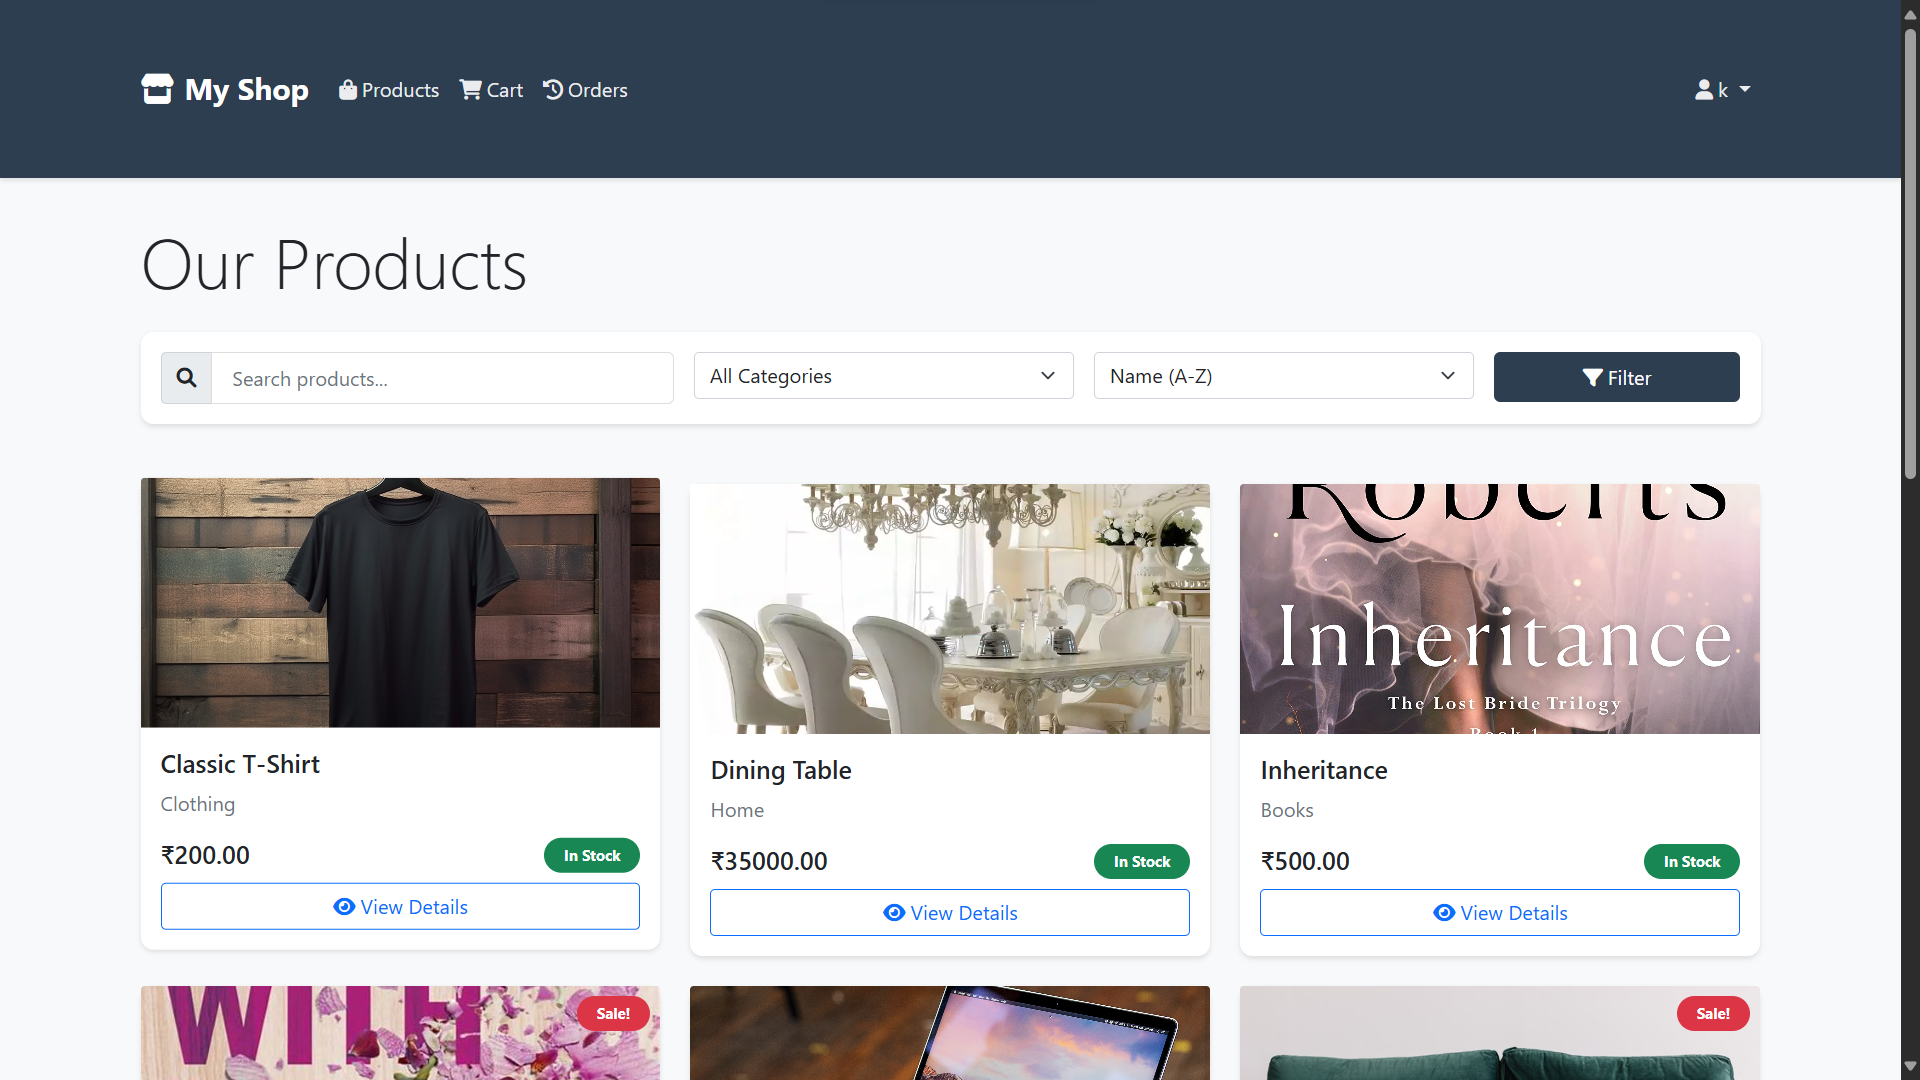 My Shop
Products
Cart
Orders
k
Our Products
Search products...
All Categories
Name (A-Z)
Filter
Roberts
Inheritance
The Lost Bride Trilogy
Book 1
Classic T-Shirt
Clothing
₹200.00
In Stock
View Details
Dining Table
Home
₹35000.00
In Stock
View Details
Inheritance
Books
₹500.00
In Stock
View Details
WITH
Sale!
Sale!